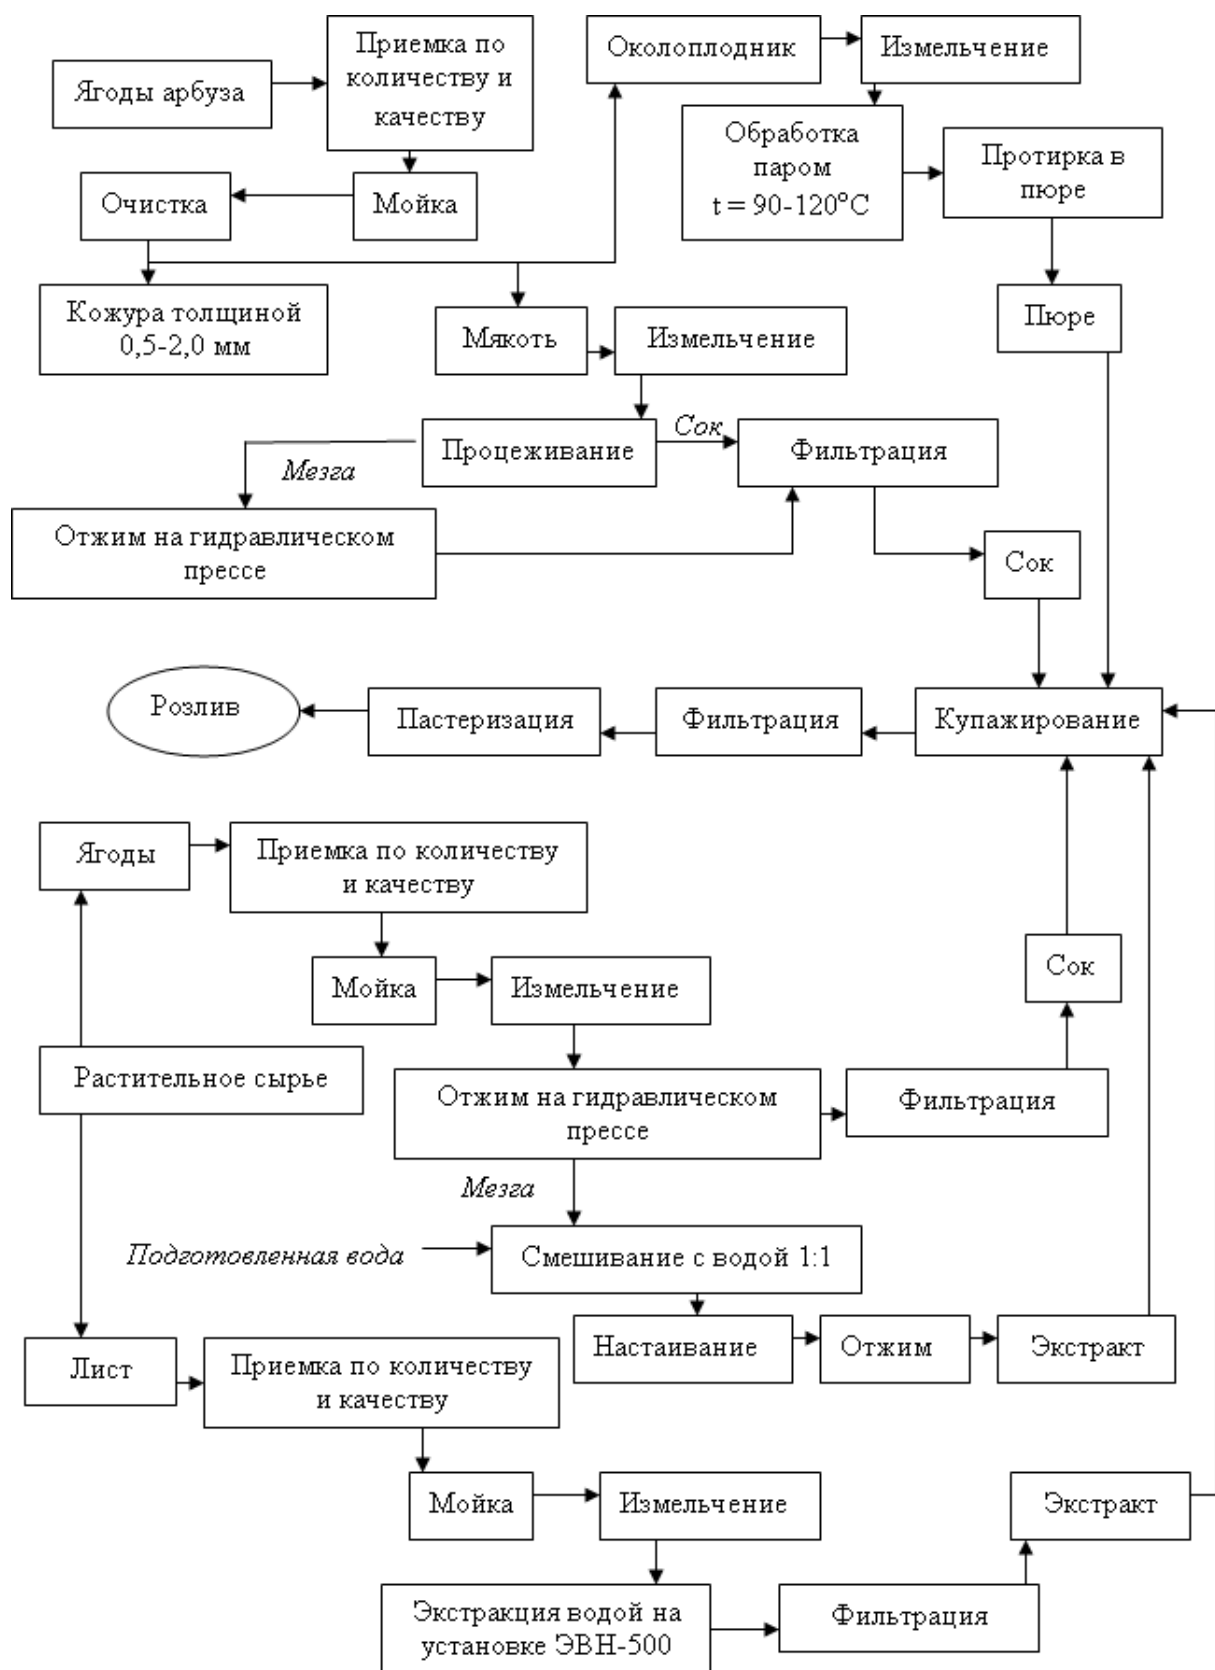 Ягоды арбуза
Приемка по
количеству и
качеству
Околоплодник
Измельчение
Обработка
паром
t = 90-120°C
Протирка в
пюре
Очистка
Мойка
Кожура толщиной
0,5-2,0 мм
Мякоть
Измельчение
Пюре
Процеживание
Сок
Фильтрация
Мезга
Отжим на гидравлическом
прессе
Сок
Розлив
Пастеризация
Фильтрация
Купажирование
Ягоды
Приемка по количеству
и качеству
Мойка
Измельчение
Сок
Растительное сырье
Отжим на гидравлическом
прессе
Фильтрация
Мезга
Подготовленная вода
Смешивание с водой 1:1
Настаивание
Отжим
Экстракт
Лист
Приемка по количеству
и качеству
Мойка
Измельчение
Экстракт
Экстракция водой на
установке ЭВН-500
Фильтрация